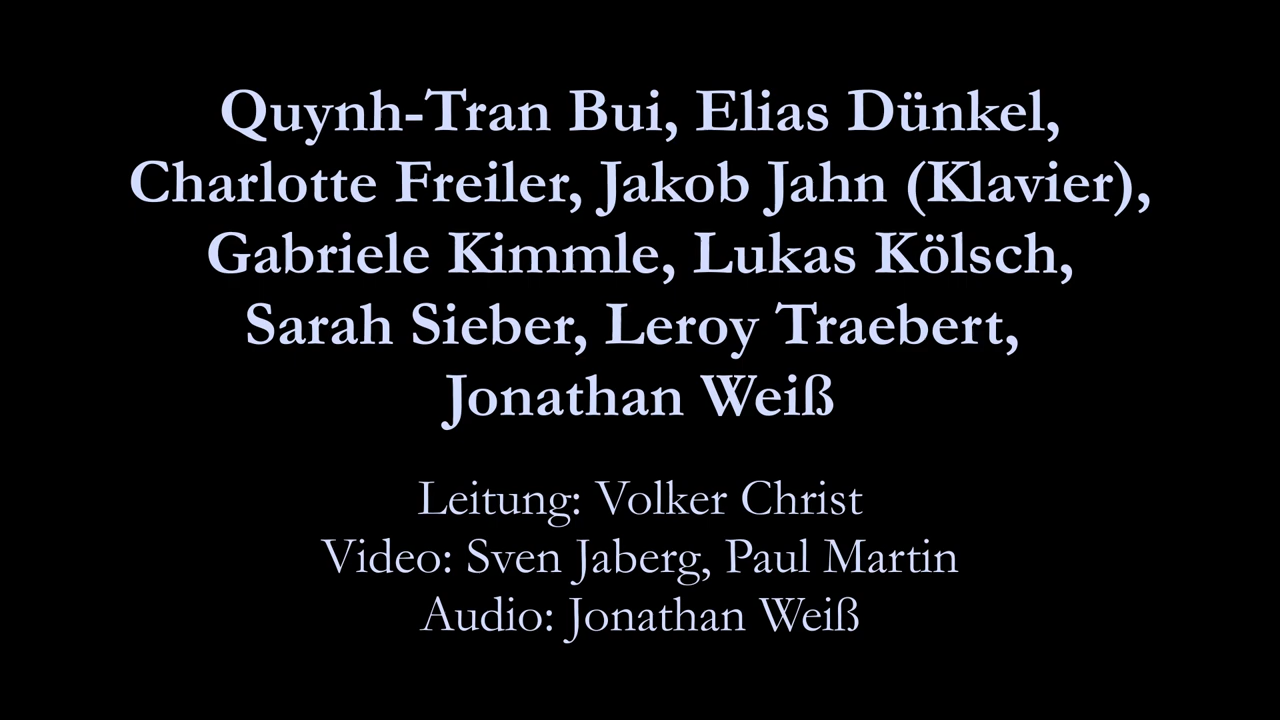 Quynh-Tran Bui, Elias Dünkel,
Charlotte Freiler, Jakob Jahn (Klavier),
Gabriele Kimmle, Lukas Kölsch,
Sarah Sieber, Leroy Traebert,
Jonathan Weiß
Leitung: Volker Christ
Video: Sven Jaberg, Paul Martin
Audio: Jonathan Weiß